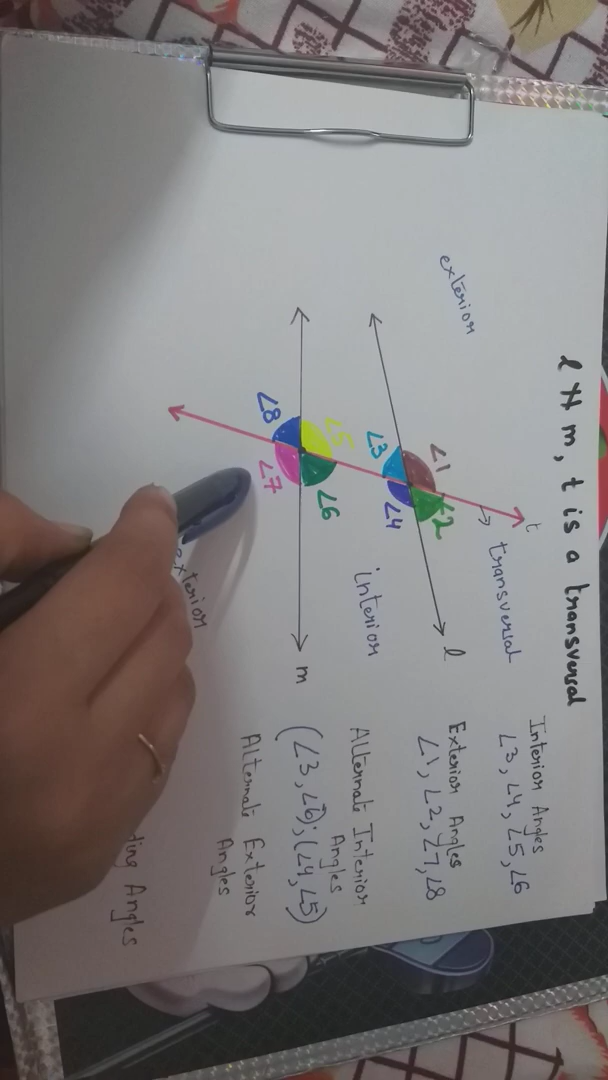 l ∦ m, t is a transversal
t
transversal
exterior
∠1
∠2
l
∠3
∠4
interior
∠5
∠6
m
∠8
∠7
exterior
Interior Angles
∠3, ∠4, ∠5, ∠6
Exterior Angles
∠1, ∠2, ∠7, ∠8
Alternate Interior
Angles
(∠3, ∠6); (∠4, ∠5)
Alternate Exterior
Angles
Angles